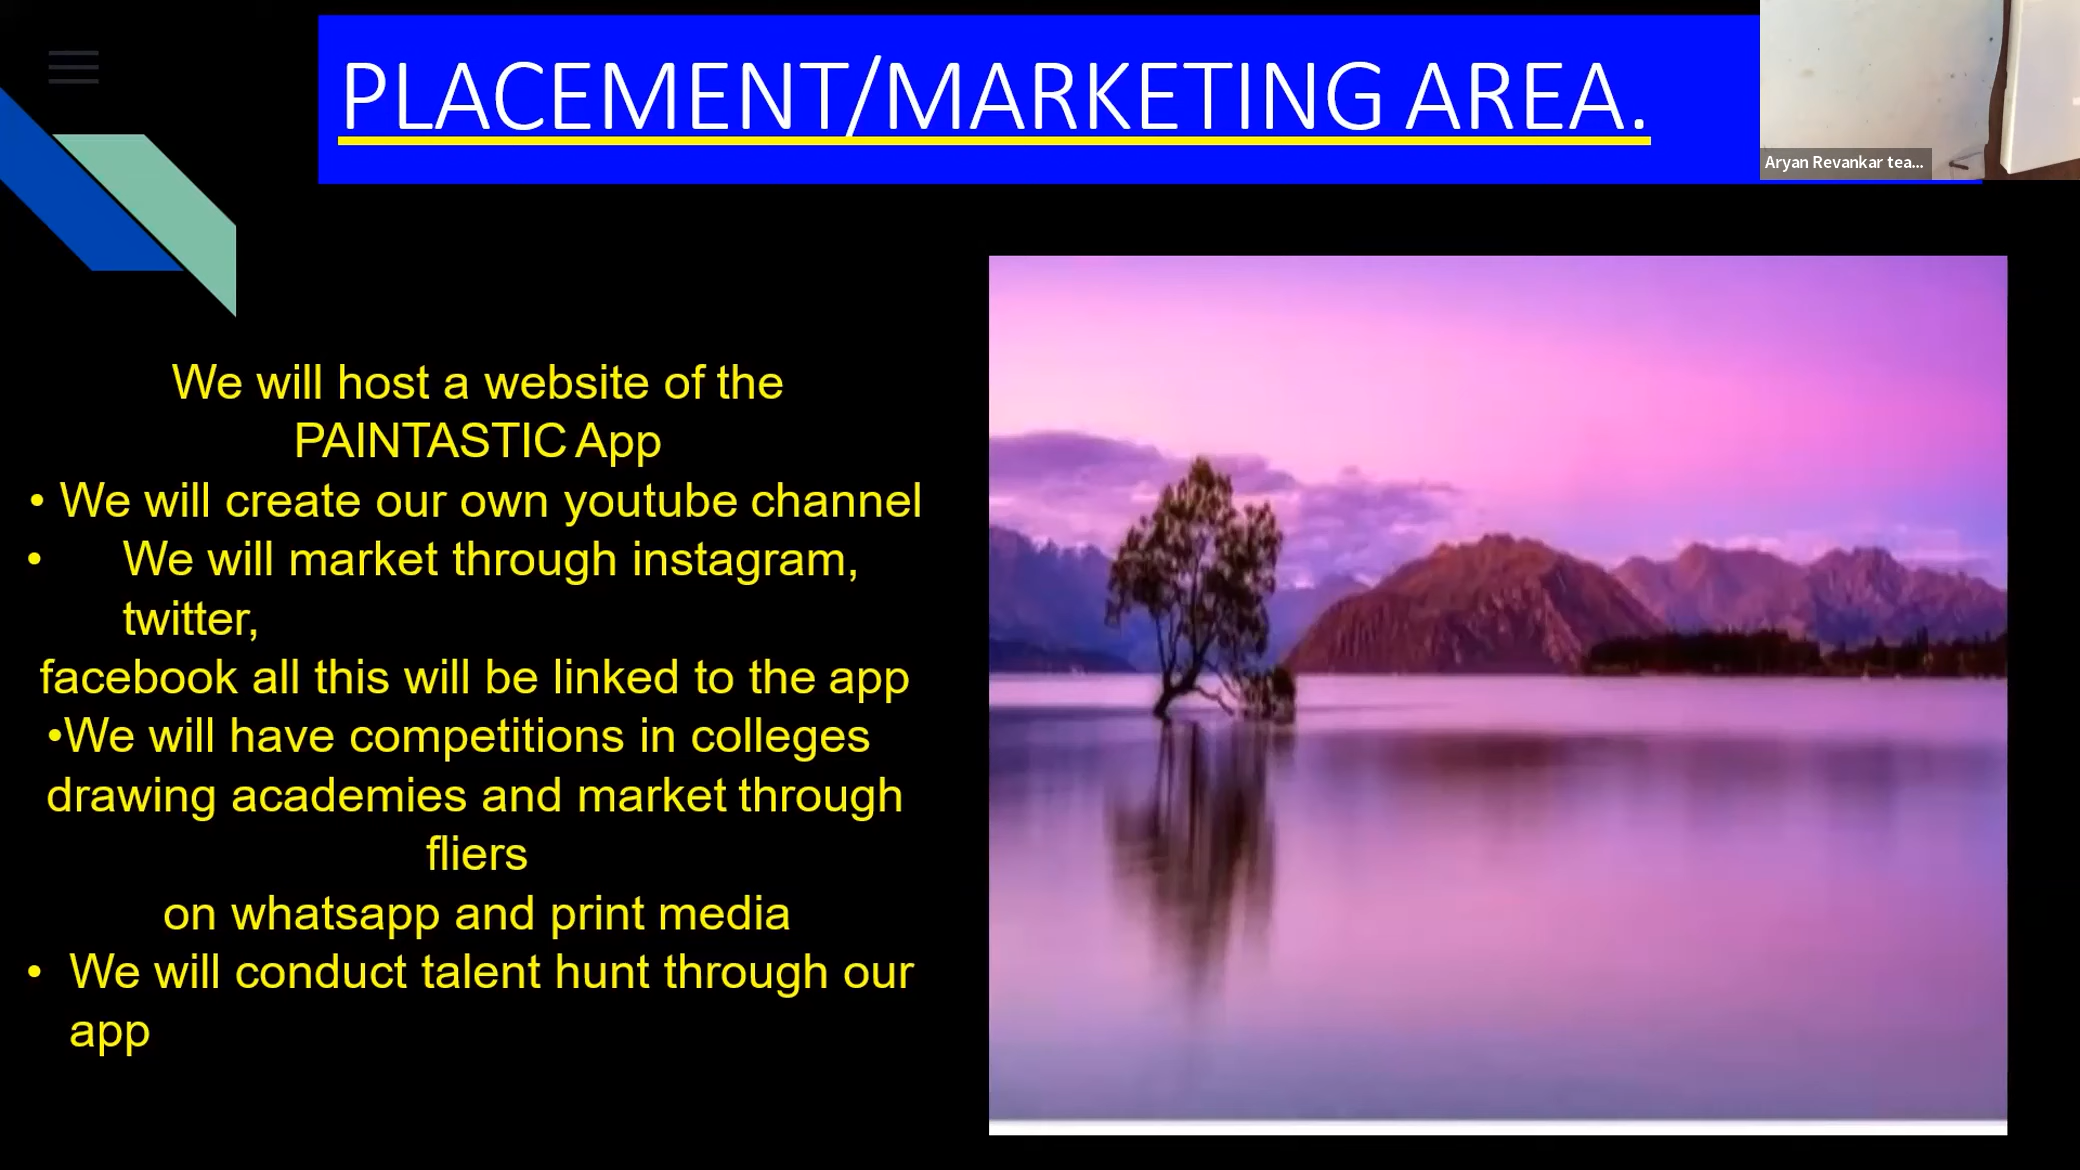 PLACEMENT/MARKETING AREA.
Aryan Revankar tea...
We will host a website of the
PAINTASTIC App
• We will create our own youtube channel
• We will market through instagram,
twitter,
facebook all this will be linked to the app
•We will have competitions in colleges
drawing academies and market through
fliers
on whatsapp and print media
• We will conduct talent hunt through our
app